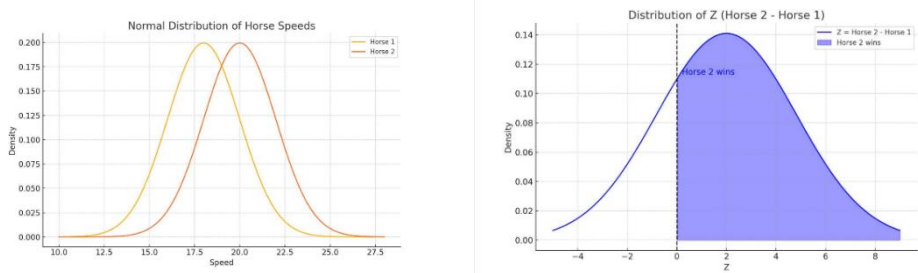 Normal Distribution of Horse Speeds
Horse 1
Horse 2
Density
0.200
0.175
0.150
0.125
0.100
0.075
0.050
0.025
0.000
10.0 12.5 15.0 17.5 20.0 22.5 25.0 27.5
Speed
Distribution of Z (Horse 2 - Horse 1)
Z = Horse 2 - Horse 1
Horse 2 wins
Horse 2 wins
Density
0.14
0.12
0.10
0.08
0.06
0.04
0.02
0.00
−4 −2 0 2 4 6 8
Z